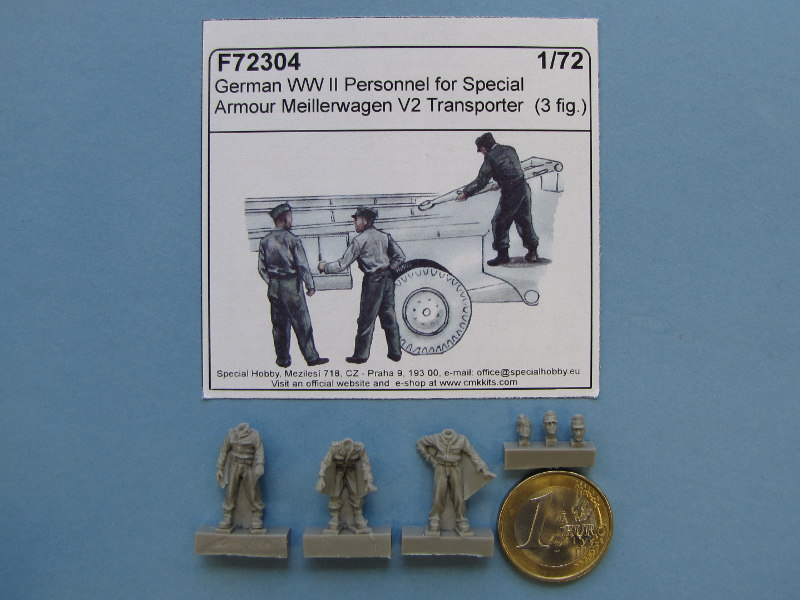 F72304 1/72
German WW II Personnel for Special
Armour Meillerwagen V2 Transporter (3 fig.)
Special Hobby, Mezilesi 718, CZ - Praha 9, 193 00, e-mail: office@specialhobby.eu
Visit an official website and e-shop at www.cmkkits.com
1 EURO